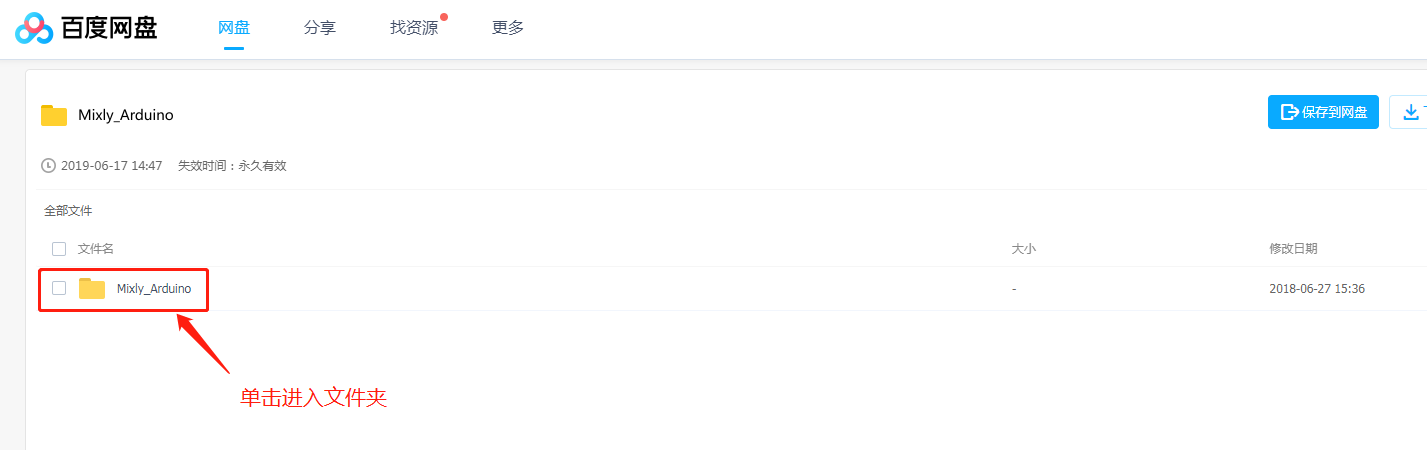 百度网盘 网盘 分享 找资源 更多
Mixly_Arduino 保存到网盘
2019-06-17 14:47 失效时间：永久有效
全部文件
文件名 大小 修改日期
Mixly_Arduino - 2018-06-27 15:36
单击进入文件夹